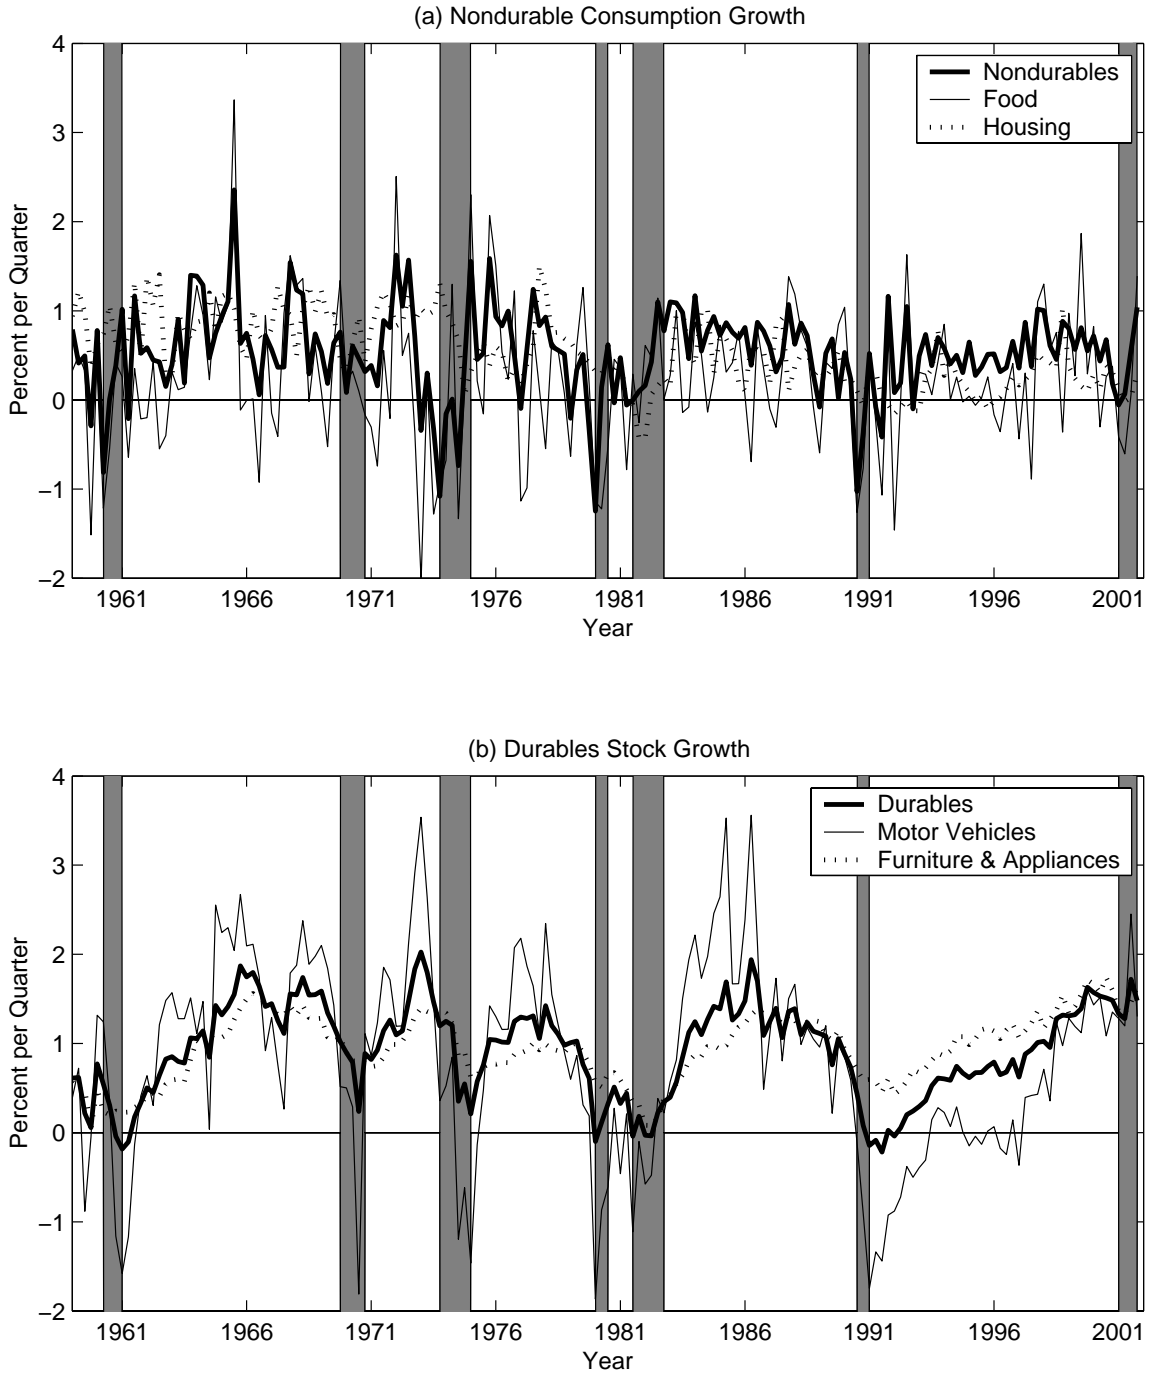 (a) Nondurable Consumption Growth
4
3
2
1
0
−1
−2
Percent per Quarter
Nondurables
Food
Housing
1961 1966 1971 1976 1981 1986 1991 1996 2001
Year
(b) Durables Stock Growth
4
3
2
1
0
−1
−2
Percent per Quarter
Durables
Motor Vehicles
Furniture & Appliances
1961 1966 1971 1976 1981 1986 1991 1996 2001
Year